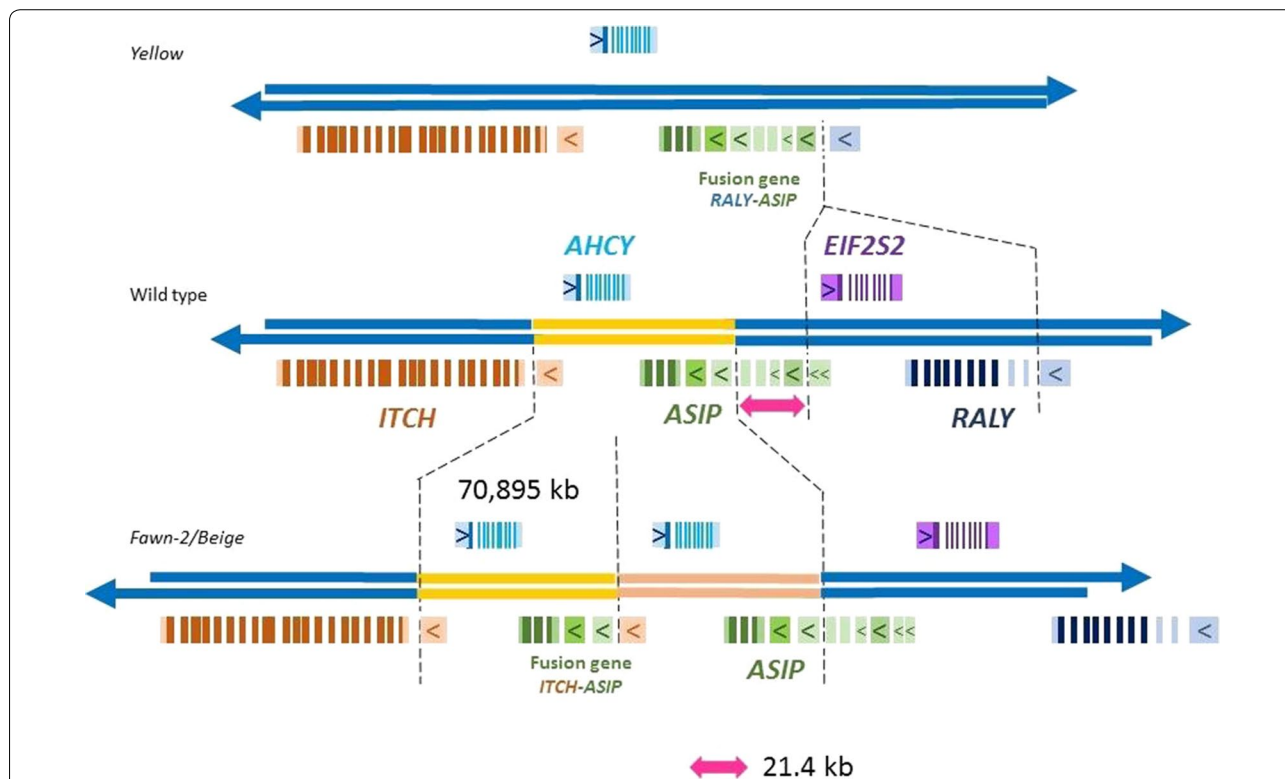 Yellow
>
< < < < < <
Fusion gene
RALY-ASIP
AHCY
EIF2S2
Wild type
> >
< < < < < << <
ITCH
ASIP
RALY
70,895 kb
Fawn-2/Beige
> > >
< < < < < < < < << <
Fusion gene
ITCH-ASIP
ASIP
21.4 kb